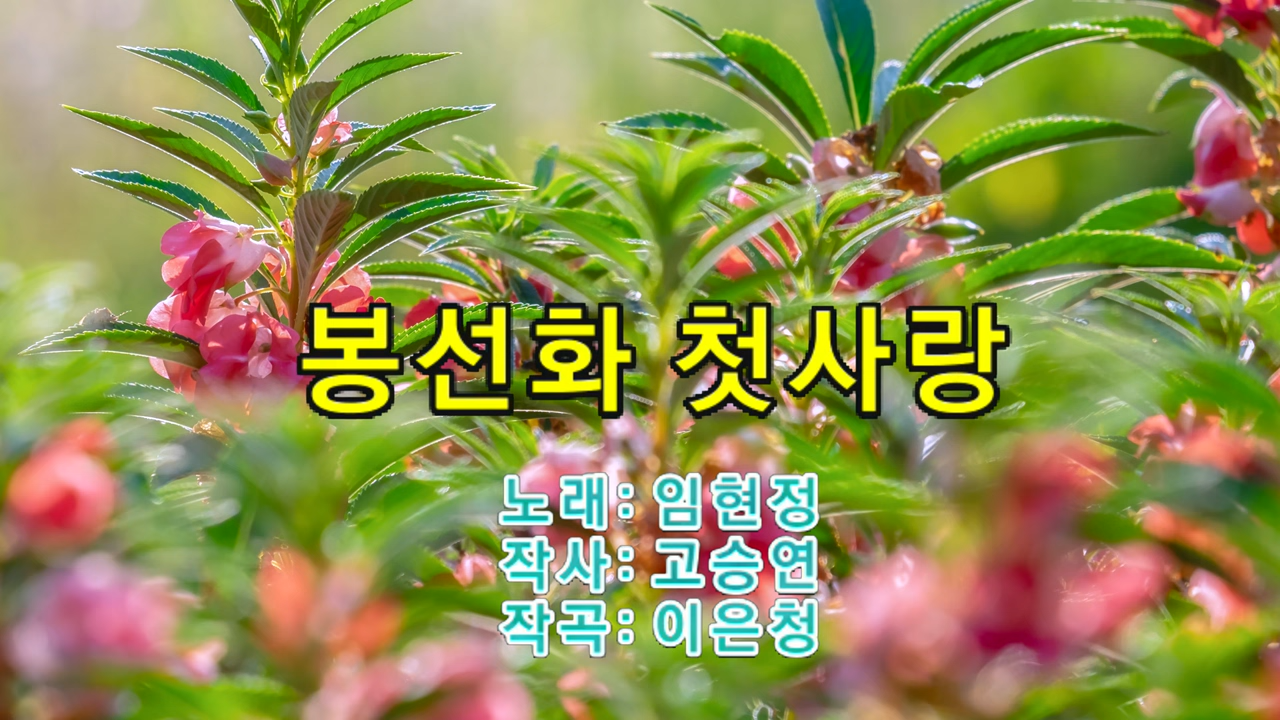 봉선화 첫사랑
노래: 임현정
작사: 고승연
작곡: 이은청